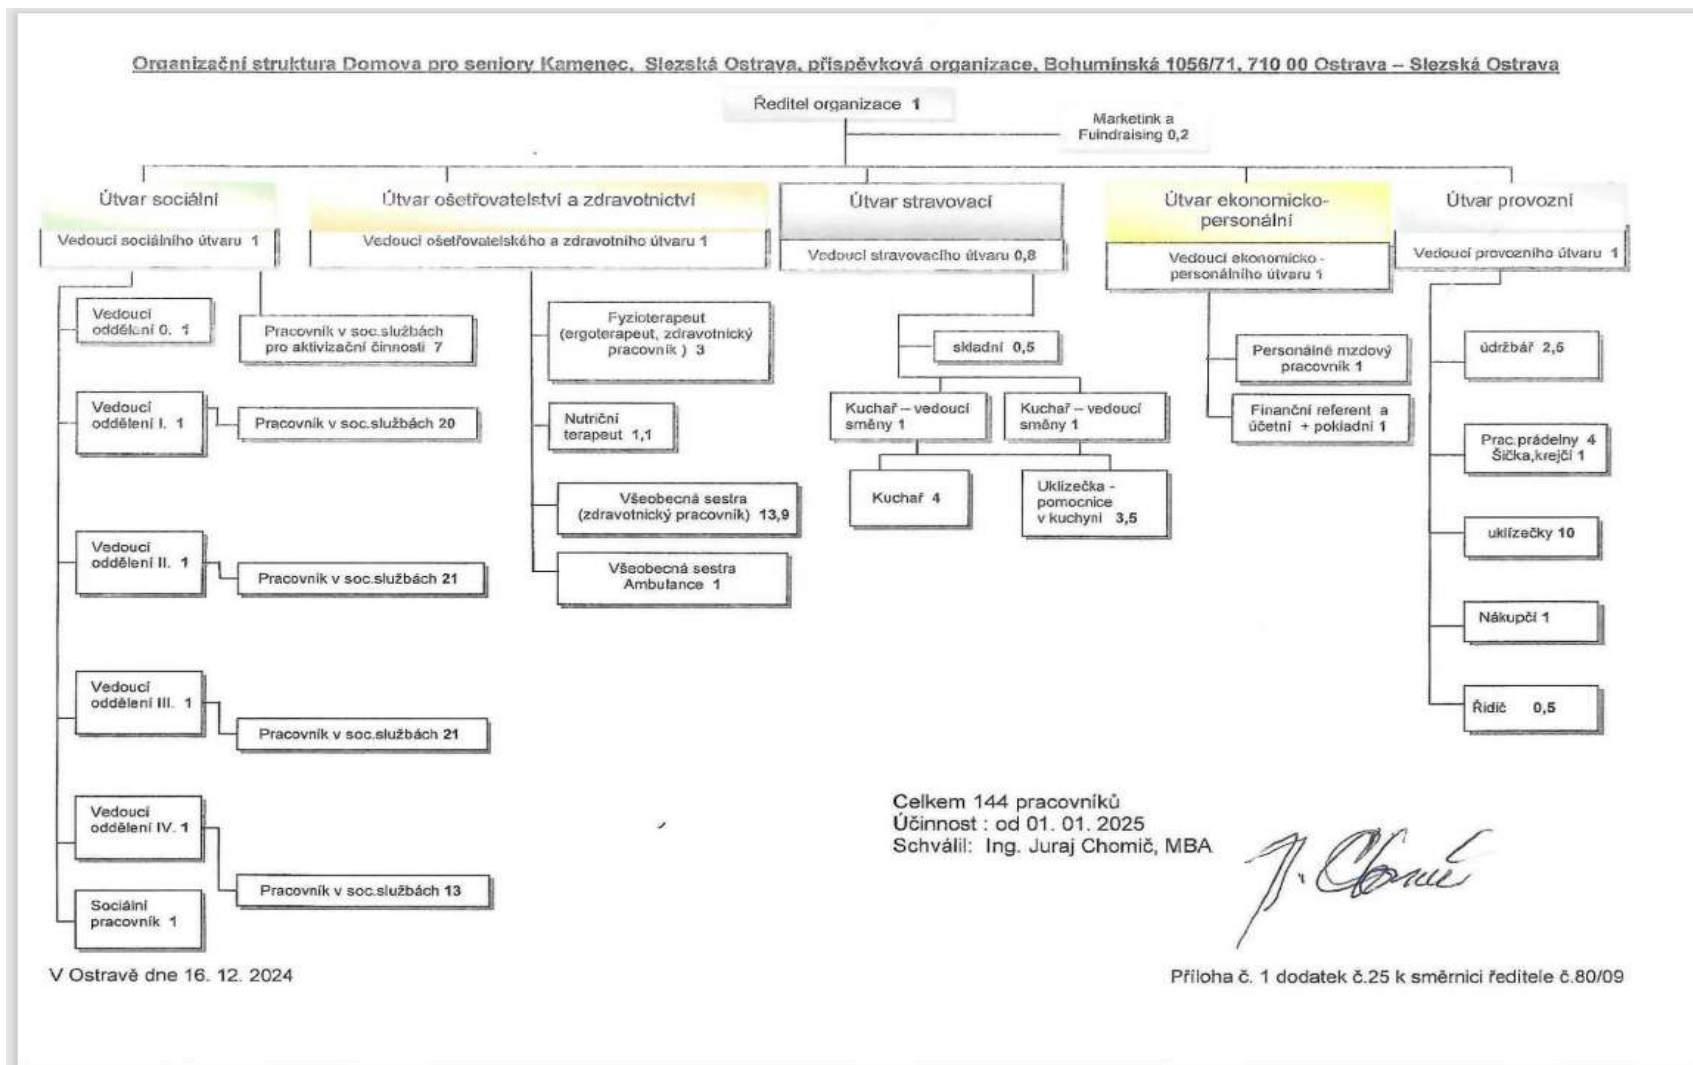 Organizační struktura Domova pro seniory Kamenec, Slezská Ostrava, příspěvková organizace, Bohumínská 1056/71, 710 00 Ostrava – Slezská Ostrava
Ředitel organizace 1
Marketink a
Fuindraising 0,2
Útvar sociální
Vedoucí sociálního útvaru 1
Útvar ošetřovatelství a zdravotnictví
Vedoucí ošetřovatelského a zdravotního útvaru 1
Útvar stravovací
Vedoucí stravovacího útvaru 0,8
Útvar ekonomicko-
personální
Vedoucí ekonomicko -
personálního útvaru 1
Útvar provozní
Vedoucí provozního útvaru 1
Vedoucí
oddělení 0. 1
Pracovník v soc.službách
pro aktivizační činnosti 7
Vedoucí
oddělení I. 1
Pracovník v soc.službách 20
Vedoucí
oddělení II. 1
Pracovník v soc.službách 21
Vedoucí
oddělení III. 1
Pracovník v soc.službách 21
Vedoucí
oddělení IV. 1
Pracovník v soc.službách 13
Sociální
pracovník 1
Fyzioterapeut
(ergoterapeut, zdravotnický
pracovník ) 3
Nutriční
terapeut 1,1
Všeobecná sestra
(zdravotnický pracovník) 13,9
Všeobecná sestra
Ambulance 1
skladní 0,5
Kuchař – vedoucí
směny 1
Kuchař – vedoucí
směny 1
Kuchař 4
Uklízečka -
pomocnice
v kuchyni 3,5
Personálně mzdový
pracovník 1
Finanční referent a
účetní + pokladní 1
údržbář 2,5
Prac.prádelny 4
Šička,krejčí 1
uklízečky 10
Nákupčí 1
Řidič 0,5
Celkem 144 pracovníků
Účinnost : od 01. 01. 2025
Schválil: Ing. Juraj Chomič, MBA
V Ostravě dne 16. 12. 2024
Příloha č. 1 dodatek č.25 k směrnici ředitele č.80/09